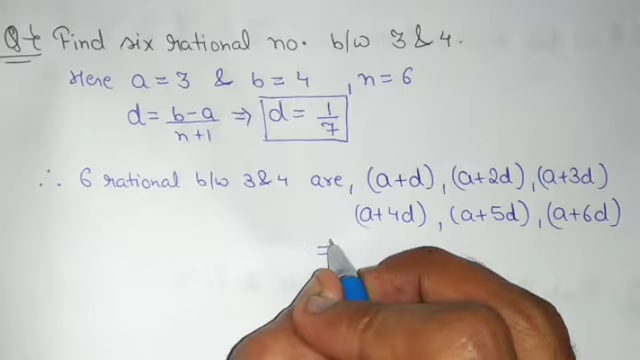 Q⇒ Find six rational no. b/w 3 & 4.
Here a = 3 & b = 4 , n = 6
d = b-a / n+1 ⇒ d = 1/7
∴ 6 rational b/w 3 & 4 are, (a+d), (a+2d), (a+3d)
(a+4d), (a+5d), (a+6d)
=